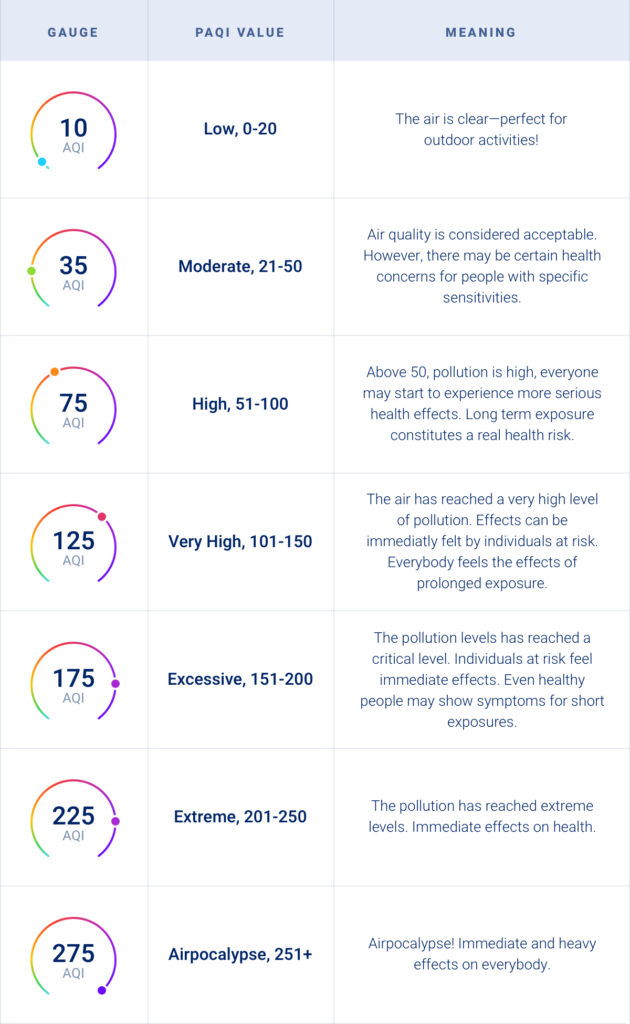 GAUGE
PAQI VALUE
MEANING
10
AQI
Low, 0-20
The air is clear—perfect for
outdoor activities!
35
AQI
Moderate, 21-50
Air quality is considered acceptable.
However, there may be certain health
concerns for people with specific
sensitivities.
75
AQI
High, 51-100
Above 50, pollution is high, everyone
may start to experience more serious
health effects. Long term exposure
constitutes a real health risk.
125
AQI
Very High, 101-150
The air has reached a very high level
of pollution. Effects can be
immediatly felt by individuals at risk.
Everybody feels the effects of
prolonged exposure.
175
AQI
Excessive, 151-200
The pollution levels has reached a
critical level. Individuals at risk feel
immediate effects. Even healthy
people may show symptoms for short
exposures.
225
AQI
Extreme, 201-250
The pollution has reached extreme
levels. Immediate effects on health.
275
AQI
Airpocalypse, 251+
Airpocalypse! Immediate and heavy
effects on everybody.